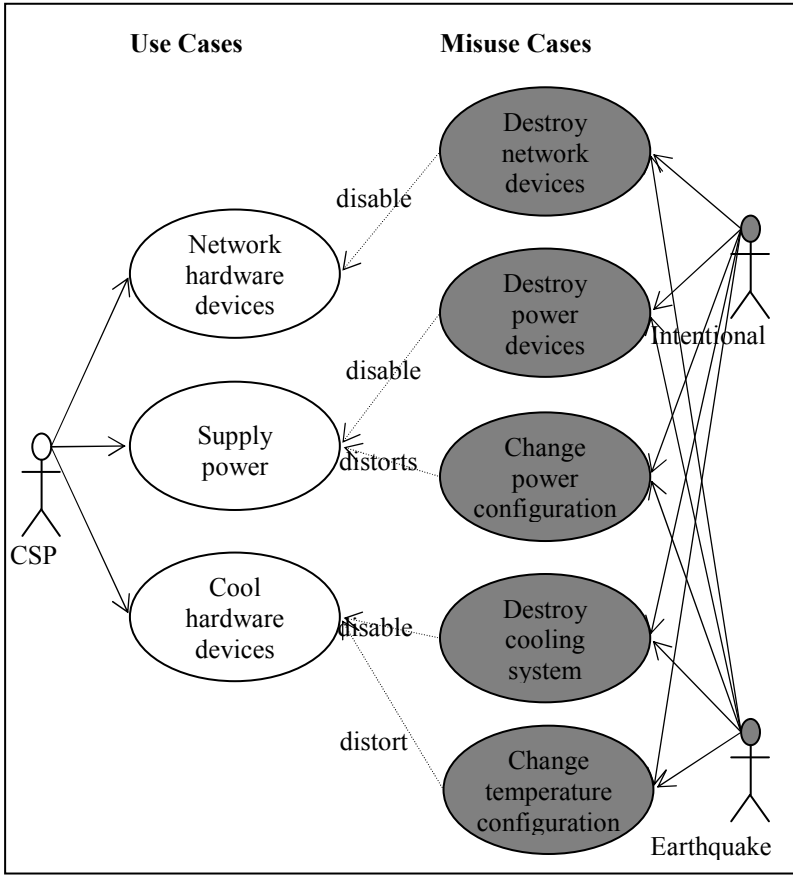 Use Cases
Misuse Cases
Destroy
network
devices
disable
Network
hardware
devices
Destroy
power
devices
Intentional
disable
Supply
power
distorts
Change
power
configuration
CSP
Cool
hardware
devices
disable
Destroy
cooling
system
distort
Change
temperature
configuration
Earthquake